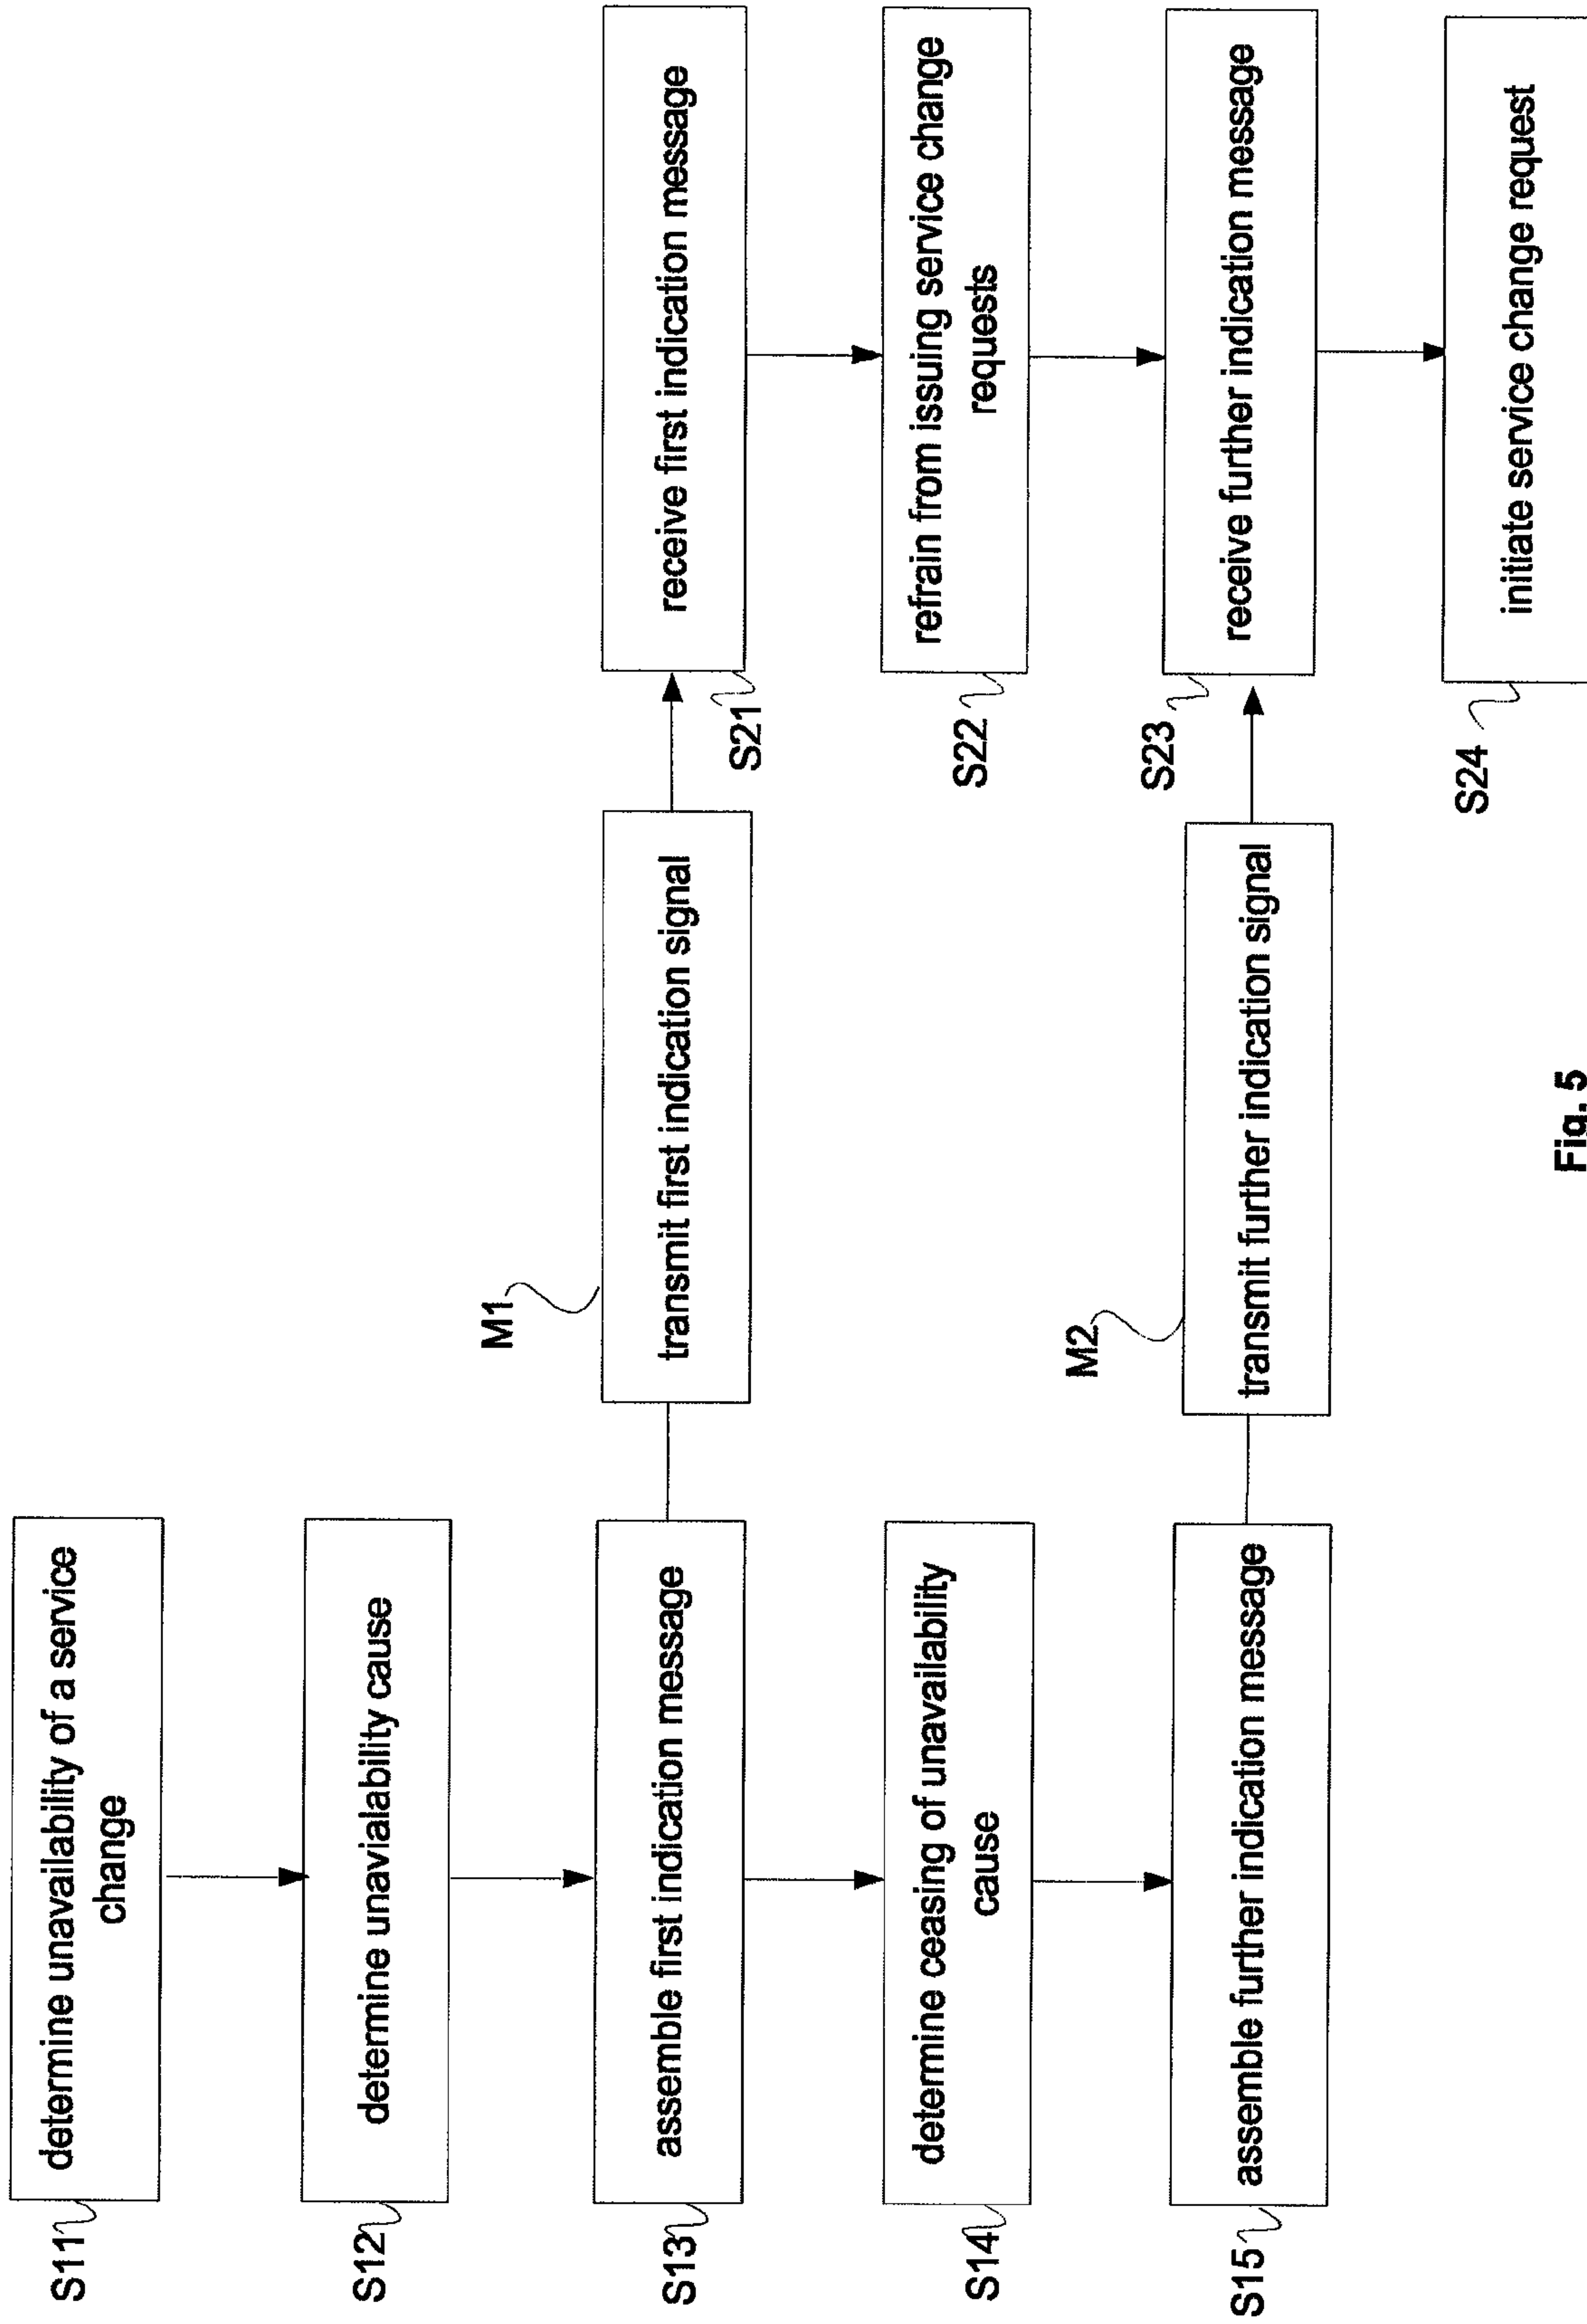 S11
determine unavailability of a service
change
S12
determine unavialability cause
S13
assemble first indication message
M1
transmit first indication signal
S21
receive first indication message
S14
determine ceasing of unavailability
cause
S22
refrain from issuing service change
requests
S15
assemble further indication message
M2
transmit further indication signal
S23
receive further indication message
S24
initiate service change request
Fig. 5